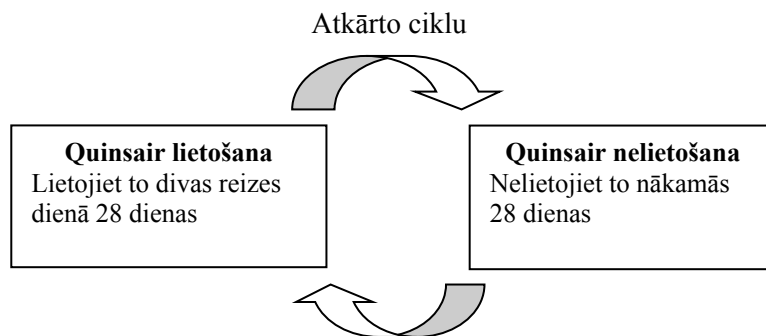 Atkārto ciklu
Quinsair lietošana
Lietojiet to divas reizes
dienā 28 dienas
Quinsair nelietošana
Nelietojiet to nākamās
28 dienas